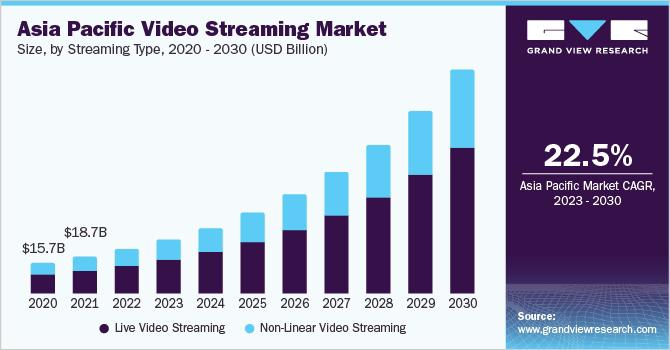 Asia Pacific Video Streaming Market
Size, by Streaming Type, 2020 - 2030 (USD Billion)
$15.7B
$18.7B
2020 2021 2022 2023 2024 2025 2026 2027 2028 2029 2030
Live Video Streaming Non-Linear Video Streaming
GRAND VIEW RESEARCH
22.5%
Asia Pacific Market CAGR,
2023 - 2030
Source:
www.grandviewresearch.com